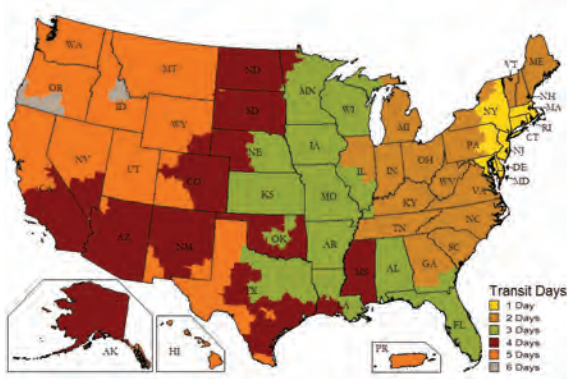 WA
OR
ID
MT
ND
MN
WI
MI
VT
ME
NH
MA
RI
CT
NY
NJ
PA
DE
MD
SD
WY
NV
UT
CA
CO
NE
IA
IL
IN
OH
WV
VA
KS
MO
KY
NC
TN
SC
AZ
NM
OK
AR
MS
AL
GA
TX
LA
FL
AK
HI
PR
Transit Days
1 Day
2 Days
3 Days
4 Days
5 Days
6 Days